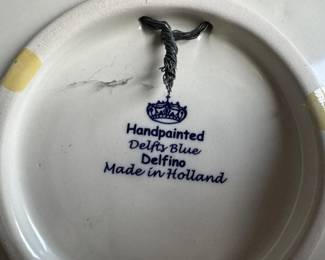 Handpainted
Delfts Blue
Delfino
Made in Holland